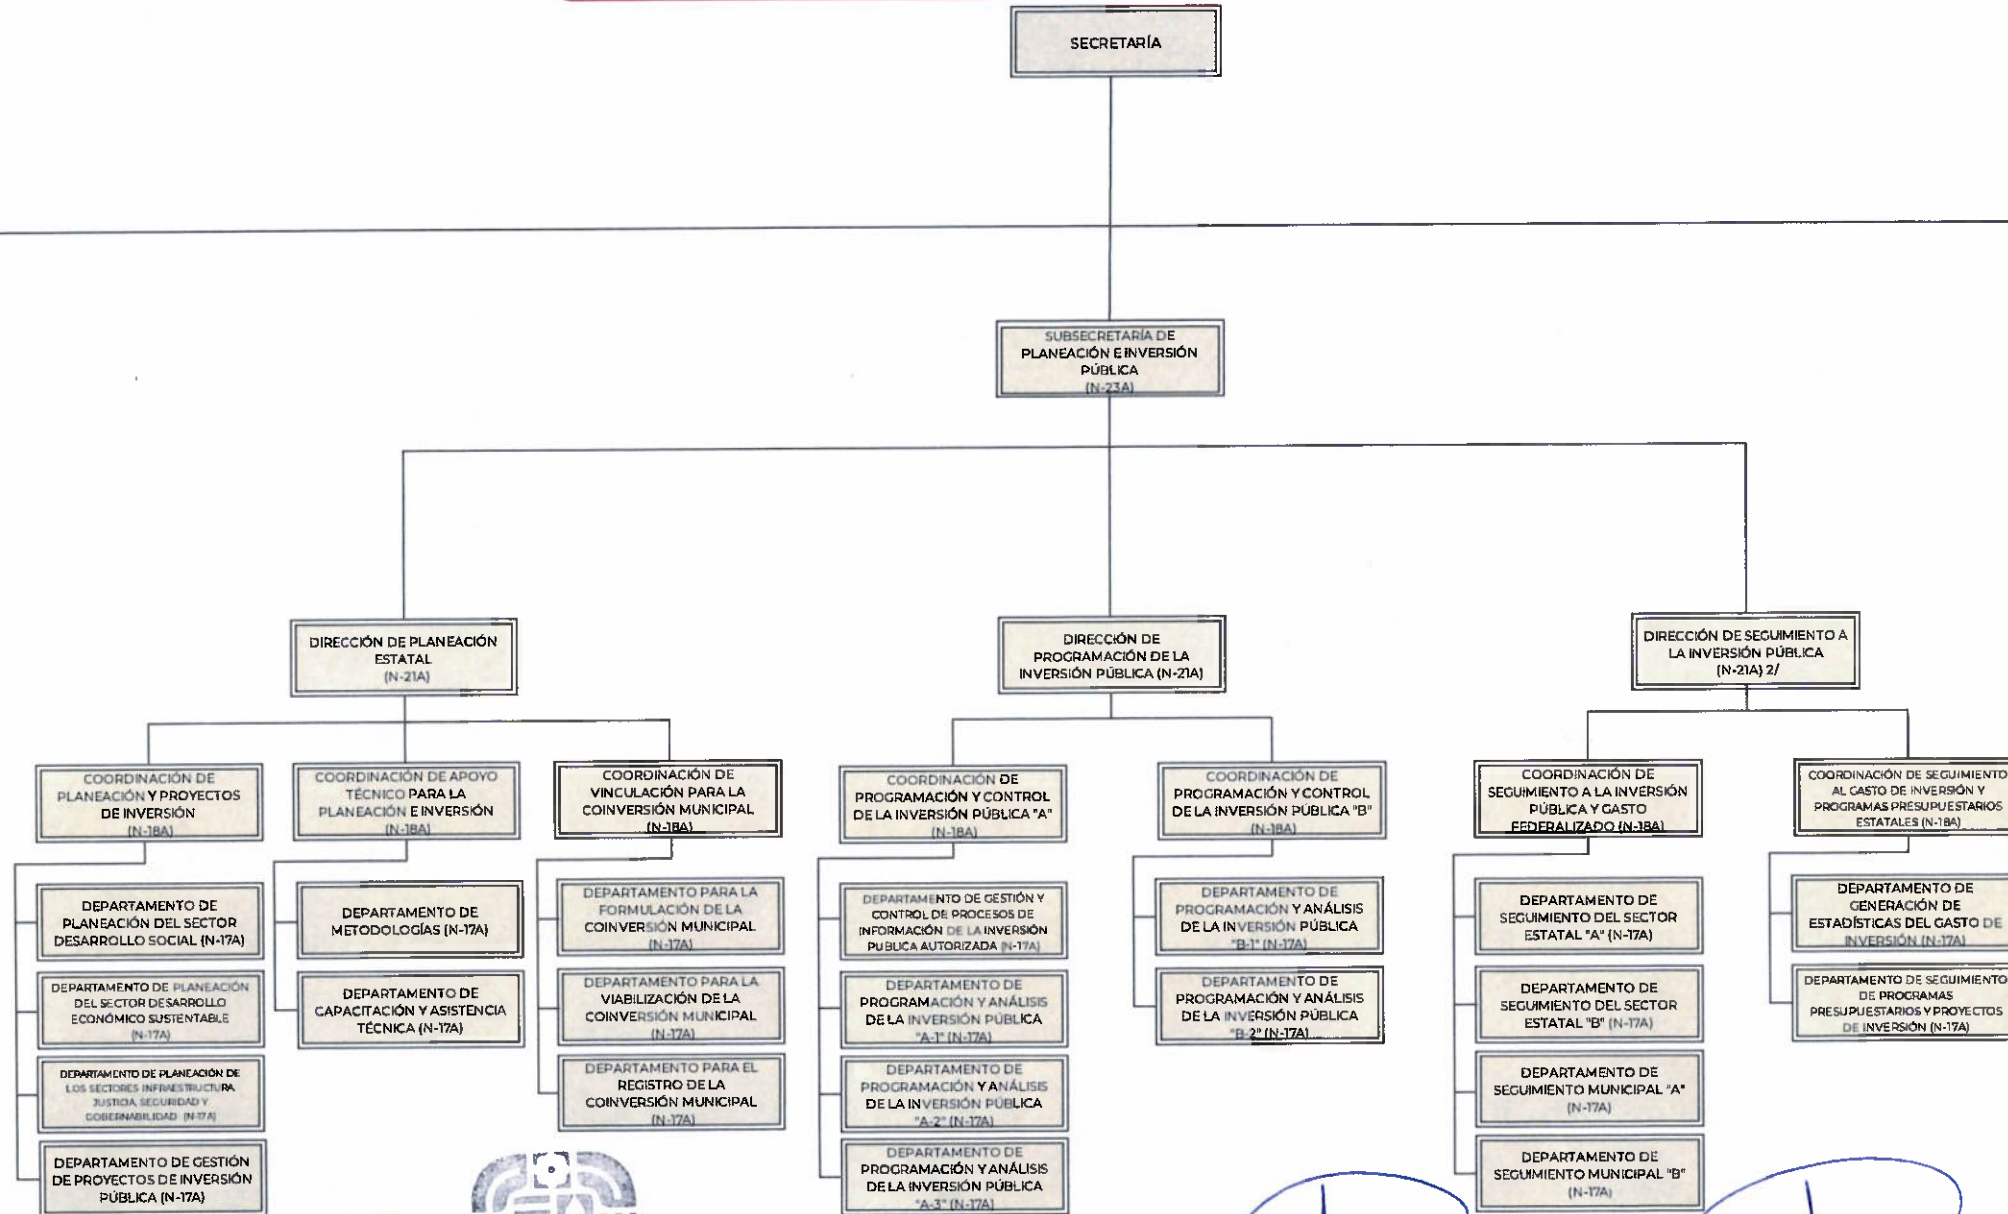 SECRETARÍA
SUBSECRETARÍA DE
PLANEACIÓN E INVERSIÓN
PÚBLICA
(N-23A)
DIRECCIÓN DE PLANEACIÓN
ESTATAL
(N-21A)
DIRECCIÓN DE
PROGRAMACIÓN DE LA
INVERSIÓN PÚBLICA (N-21A)
DIRECCIÓN DE SEGUIMIENTO A
LA INVERSIÓN PÚBLICA
(N-21A) 2/
COORDINACIÓN DE
PLANEACIÓN Y PROYECTOS
DE INVERSIÓN
(N-18A)
COORDINACIÓN DE APOYO
TÉCNICO PARA LA
PLANEACIÓN E INVERSIÓN
(N-18A)
COORDINACIÓN DE
VINCULACIÓN PARA LA
COINVERSIÓN MUNICIPAL
(N-18A)
COORDINACIÓN DE
PROGRAMACIÓN Y CONTROL
DE LA INVERSIÓN PÚBLICA "A"
(N-18A)
COORDINACIÓN DE
PROGRAMACIÓN Y CONTROL
DE LA INVERSIÓN PÚBLICA "B"
(N-18A)
COORDINACIÓN DE
SEGUIMIENTO A LA INVERSIÓN
PÚBLICA Y GASTO
FEDERALIZADO (N-18A)
COORDINACIÓN DE SEGUIMIENTO
AL GASTO DE INVERSIÓN Y
PROGRAMAS PRESUPUESTARIOS
ESTATALES (N-18A)
DEPARTAMENTO DE
PLANEACIÓN DEL SECTOR
DESARROLLO SOCIAL (N-17A)
DEPARTAMENTO DE PLANEACIÓN
DEL SECTOR DESARROLLO
ECONÓMICO SUSTENTABLE
(N-17A)
DEPARTAMENTO DE PLANEACIÓN DE
LOS SECTORES INFRAESTRUCTURA,
JUSTICIA, SEGURIDAD Y
GOBERNABILIDAD (N-17A)
DEPARTAMENTO DE GESTIÓN
DE PROYECTOS DE INVERSIÓN
PÚBLICA (N-17A)
DEPARTAMENTO DE
METODOLOGÍAS (N-17A)
DEPARTAMENTO DE
CAPACITACIÓN Y ASISTENCIA
TÉCNICA (N-17A)
DEPARTAMENTO PARA LA
FORMULACIÓN DE LA
COINVERSIÓN MUNICIPAL
(N-17A)
DEPARTAMENTO PARA LA
VIABILIZACIÓN DE LA
COINVERSIÓN MUNICIPAL
(N-17A)
DEPARTAMENTO PARA EL
REGISTRO DE LA
COINVERSIÓN MUNICIPAL
(N-17A)
DEPARTAMENTO DE GESTIÓN Y
CONTROL DE PROCESOS DE
INFORMACIÓN DE LA INVERSIÓN
PUBLICA AUTORIZADA (N-17A)
DEPARTAMENTO DE
PROGRAMACIÓN Y ANÁLISIS
DE LA INVERSIÓN PÚBLICA
"A-1" (N-17A)
DEPARTAMENTO DE
PROGRAMACIÓN Y ANÁLISIS
DE LA INVERSIÓN PÚBLICA
"A-2" (N-17A)
DEPARTAMENTO DE
PROGRAMACIÓN Y ANÁLISIS
DE LA INVERSIÓN PÚBLICA
"A-3" (N-17A)
DEPARTAMENTO DE
PROGRAMACIÓN Y ANÁLISIS
DE LA INVERSIÓN PÚBLICA
"B-1" (N-17A)
DEPARTAMENTO DE
PROGRAMACIÓN Y ANÁLISIS
DE LA INVERSIÓN PÚBLICA
"B-2" (N-17A)
DEPARTAMENTO DE
SEGUIMIENTO DEL SECTOR
ESTATAL "A" (N-17A)
DEPARTAMENTO DE
SEGUIMIENTO DEL SECTOR
ESTATAL "B" (N-17A)
DEPARTAMENTO DE
SEGUIMIENTO MUNICIPAL "A"
(N-17A)
DEPARTAMENTO DE
SEGUIMIENTO MUNICIPAL "B"
(N-17A)
DEPARTAMENTO DE
GENERACIÓN DE
ESTADÍSTICAS DEL GASTO DE
INVERSIÓN (N-17A)
DEPARTAMENTO DE SEGUIMIENTO
DE PROGRAMAS
PRESUPUESTARIOS Y PROYECTOS
DE INVERSIÓN (N-17A)